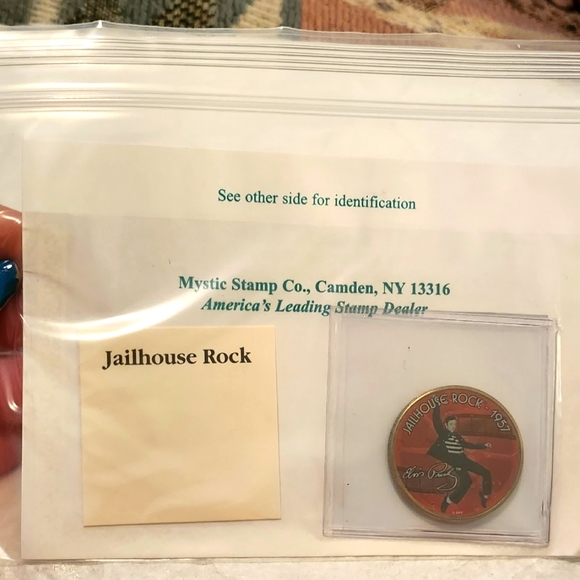 See other side for identification
Mystic Stamp Co., Camden, NY 13316
America's Leading Stamp Dealer
Jailhouse Rock
JAILHOUSE ROCK - 1957
Elvis Presley